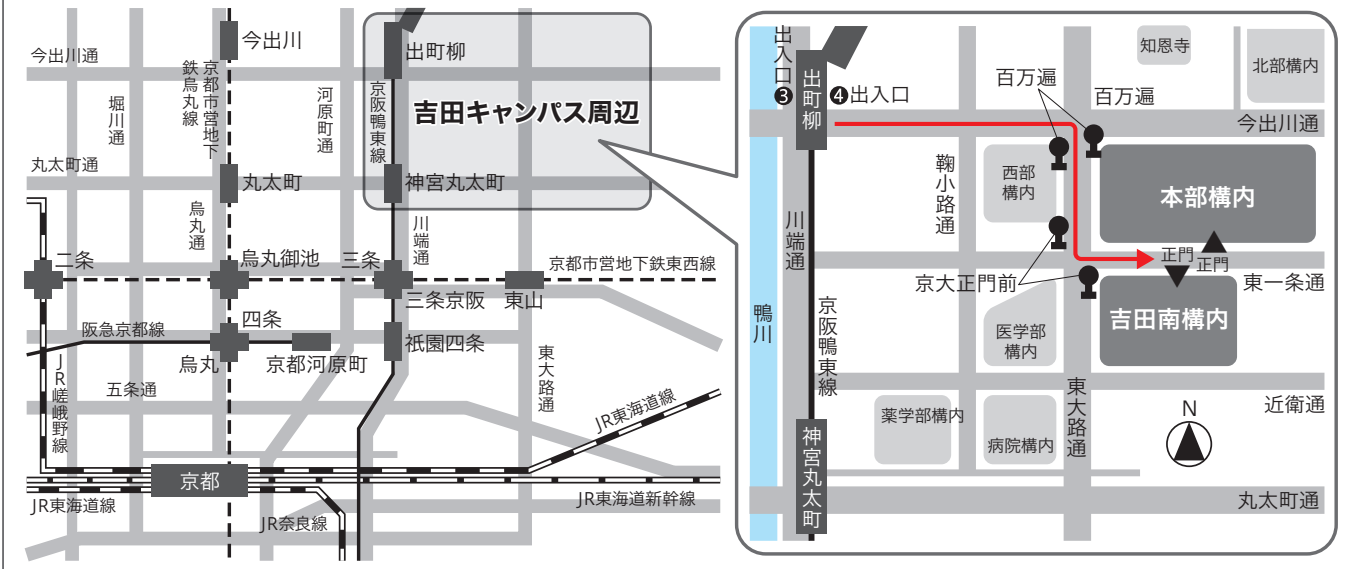 今出川
出町柳
今出川通
京都市営地下
鉄烏丸線
堀川通
河原町通
京阪鴨東線
吉田キャンパス周辺
丸太町通
丸太町
神宮丸太町
烏丸通
川端通
二条
烏丸御池
三条
京都市営地下鉄東西線
三条京阪
東山
四条
阪急京都線
祇園四条
烏丸
京都河原町
東大路通
JR嵯峨野線
五条通
JR東海道線
京都
JR東海道線
JR東海道新幹線
JR奈良線
出入口❸
出町柳
❹出入口
知恩寺
北部構内
百万遍
百万遍
今出川通
鞠小路通
西部
構内
本部構内
川端通
正門
正門
京大正門前
東一条通
鴨川
京阪鴨東線
医学部
構内
吉田南構内
東大路通
近衛通
薬学部構内
病院構内
N
神宮丸太町
丸太町通